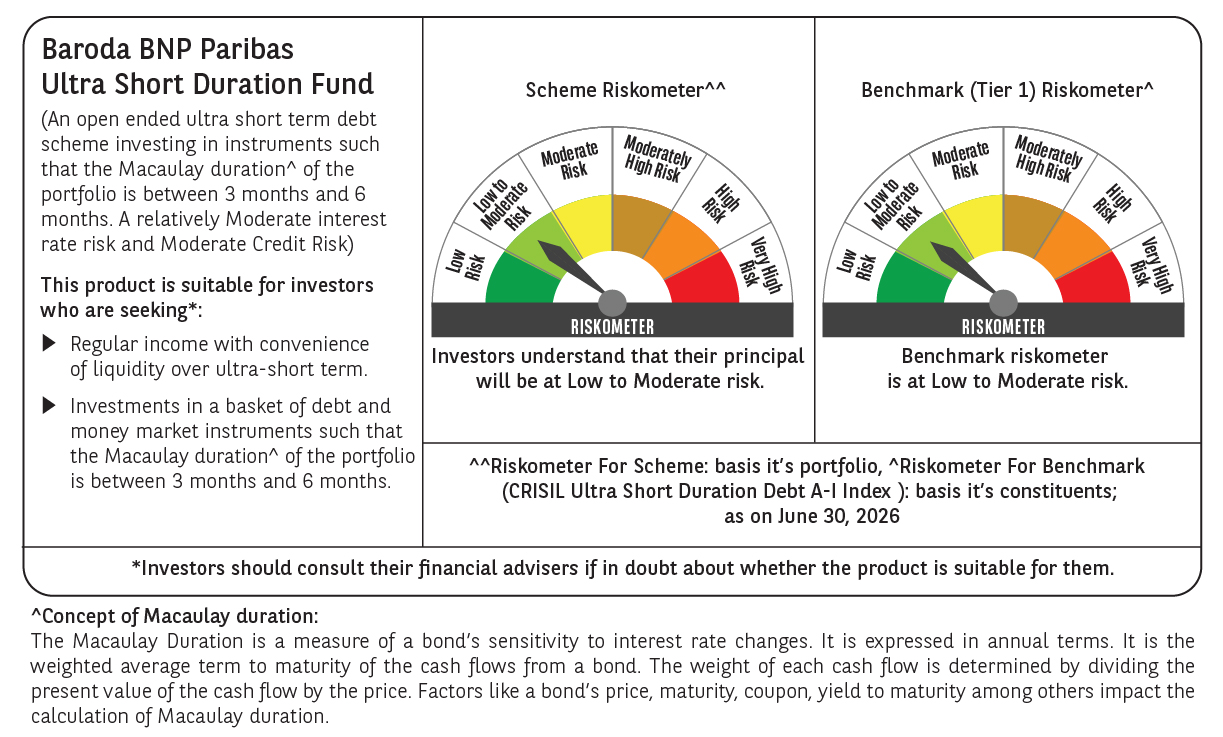 Baroda BNP Paribas
Ultra Short Duration Fund
(An open ended ultra short term debt
scheme investing in instruments such
that the Macaulay duration^ of the
portfolio is between 3 months and 6
months. A relatively Moderate interest
rate risk and Moderate Credit Risk)
This product is suitable for investors
who are seeking*:
Regular income with convenience
of liquidity over ultra-short term.
Investments in a basket of debt and
money market instruments such that
the Macaulay duration^ of the portfolio
is between 3 months and 6 months.
Scheme Riskometer^^
Low
Risk
Low to
Moderate
Risk
Moderate
Risk
Moderately
High Risk
High
Risk
Very High
Risk
RISKOMETER
Investors understand that their principal
will be at Low to Moderate risk.
Benchmark (Tier 1) Riskometer^
Low
Risk
Low to
Moderate
Risk
Moderate
Risk
Moderately
High Risk
High
Risk
Very High
Risk
RISKOMETER
Benchmark riskometer
is at Low to Moderate risk.
^^Riskometer For Scheme: basis it's portfolio, ^Riskometer For Benchmark
(CRISIL Ultra Short Duration Debt A-I Index ): basis it's constituents;
as on June 30, 2026
*Investors should consult their financial advisers if in doubt about whether the product is suitable for them.
^Concept of Macaulay duration:
The Macaulay Duration is a measure of a bond's sensitivity to interest rate changes. It is expressed in annual terms. It is the
weighted average term to maturity of the cash flows from a bond. The weight of each cash flow is determined by dividing the
present value of the cash flow by the price. Factors like a bond's price, maturity, coupon, yield to maturity among others impact the
calculation of Macaulay duration.